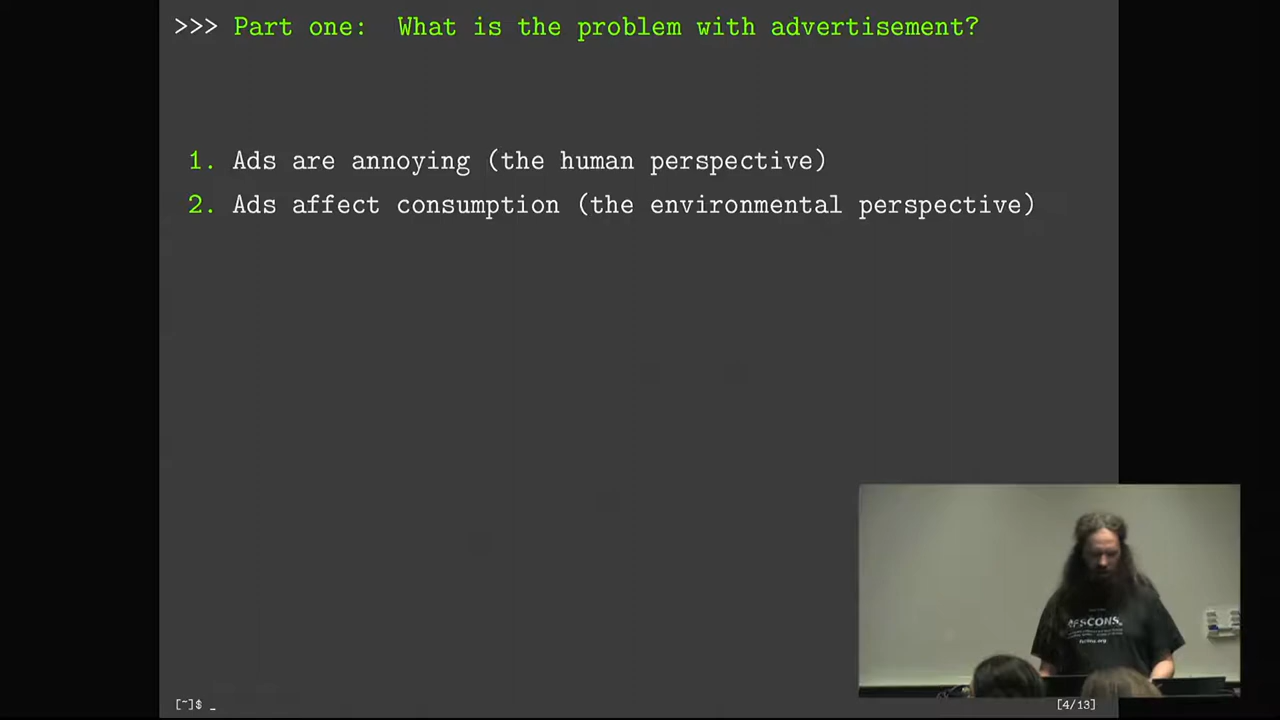 >>> Part one: What is the problem with advertisement?
1. Ads are annoying (the human perspective)
2. Ads affect consumption (the environmental perspective)
[~]$ _
[4/13]